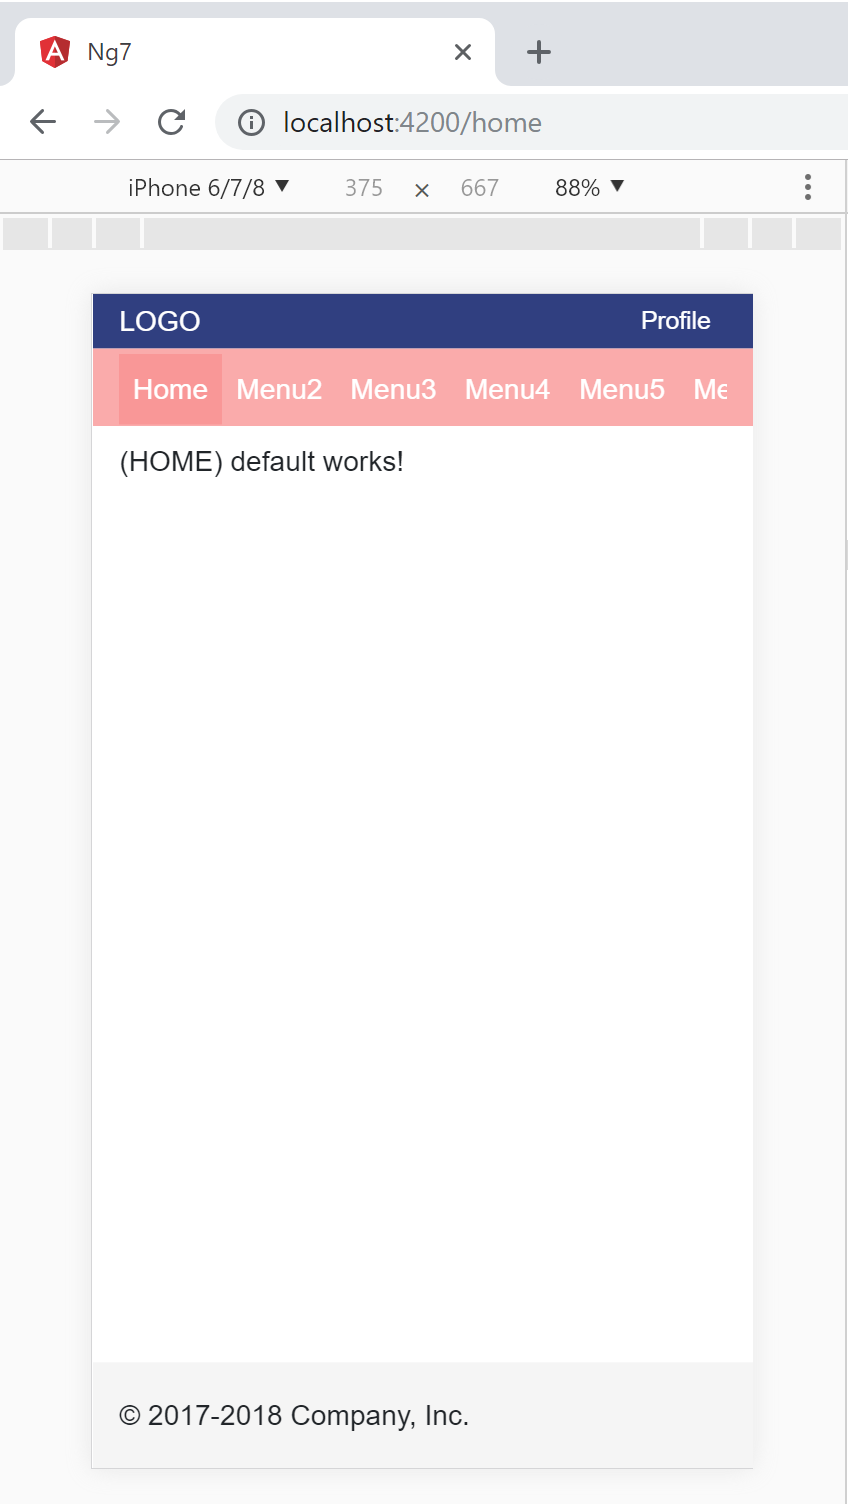 Ng7
localhost:4200/home
iPhone 6/7/8 375 × 667 88%
LOGO Profile
Home Menu2 Menu3 Menu4 Menu5 Me
(HOME) default works!
© 2017-2018 Company, Inc.